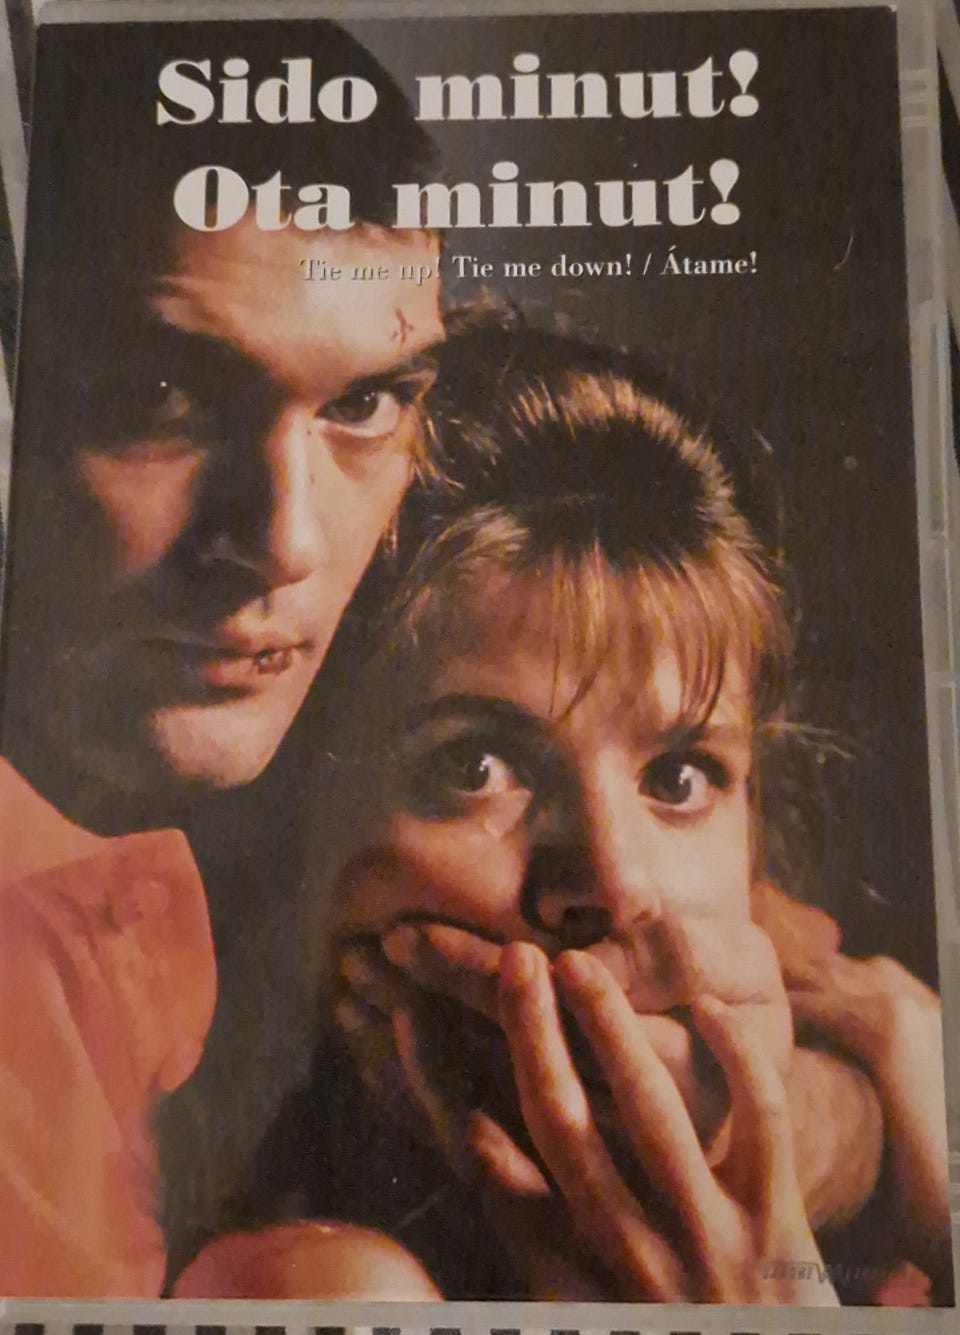 Sido minut!
Ota minut!
Tie me up! Tie me down! / Átame!